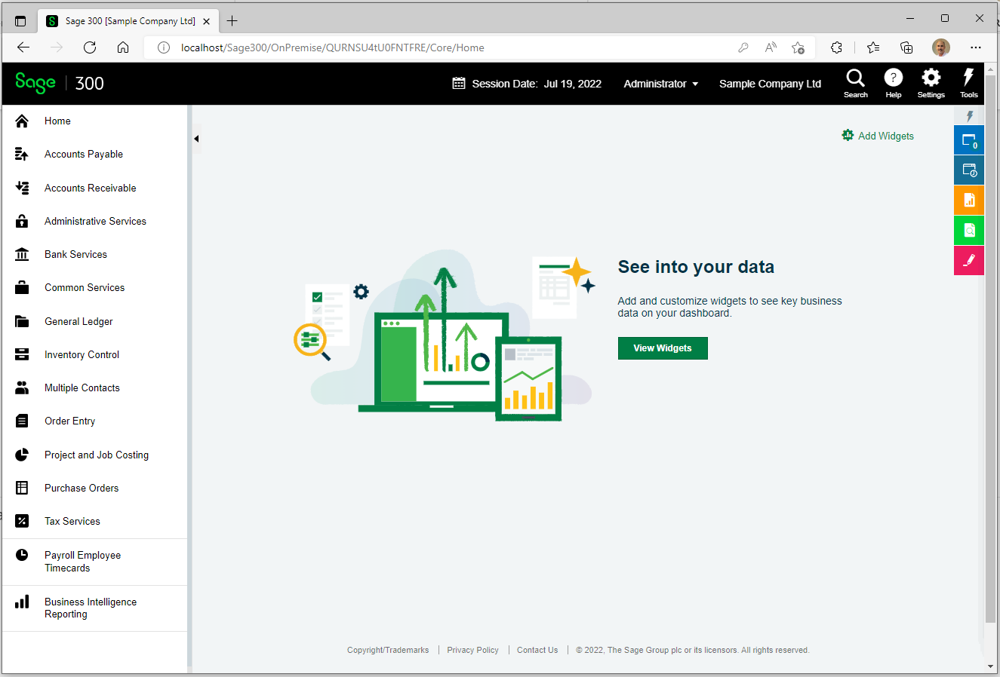 Sage 300 [Sample Company Ltd]
localhost/Sage300/OnPremise/QURNSU4tU0FNTFRE/Core/Home
Sage 300
Session Date: Jul 19, 2022
Administrator
Sample Company Ltd
Search
Help
Settings
Tools
Home
Accounts Payable
Accounts Receivable
Administrative Services
Bank Services
Common Services
General Ledger
Inventory Control
Multiple Contacts
Order Entry
Project and Job Costing
Purchase Orders
Tax Services
Payroll Employee
Timecards
Business Intelligence
Reporting
Add Widgets
0
See into your data
Add and customize widgets to see key business
data on your dashboard.
View Widgets
Copyright/Trademarks | Privacy Policy | Contact Us | © 2022, The Sage Group plc or its licensors. All rights reserved.